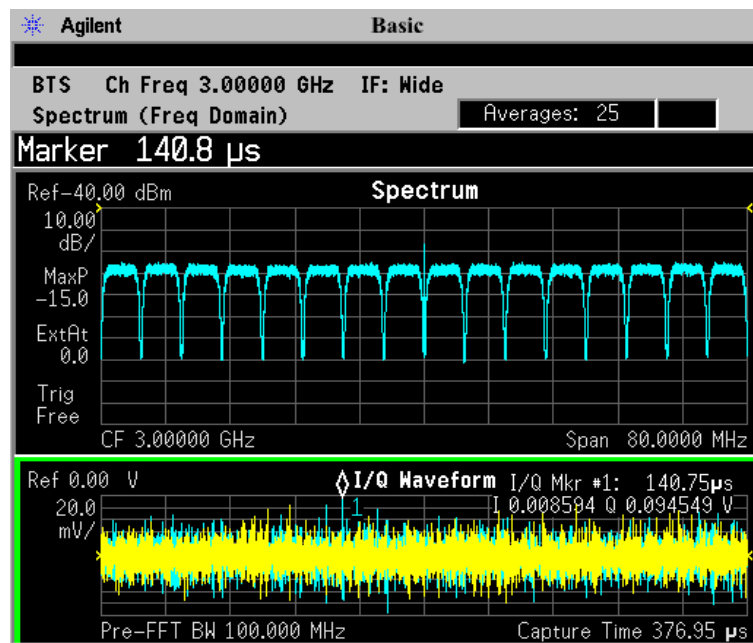 Agilent Basic
BTS Ch Freq 3.00000 GHz IF: Wide
Spectrum (Freq Domain) Averages: 25
Marker 140.8 µs
Ref-40.00 dBm Spectrum
10.00
dB/
MaxP
-15.0
ExtAt
0.0
Trig
Free
CF 3.00000 GHz Span 80.0000 MHz
Ref 0.00 V I/Q Waveform I/Q Mkr #1: 140.75µs
I 0.008594 Q 0.094549 V
20.0
mV/
1
Pre-FFT BW 100.000 MHz Capture Time 376.95 µs